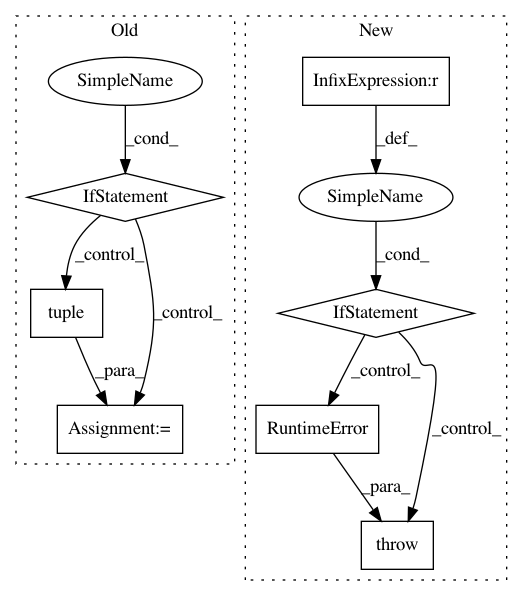 Old
New
SimpleName
InfixExpression:r
_cond_
_def_
IfStatement
SimpleName
_control_
_control_
_cond_
tuple
IfStatement
_para_
_control_
_control_
Assignment:=
RuntimeError
_para_
throw